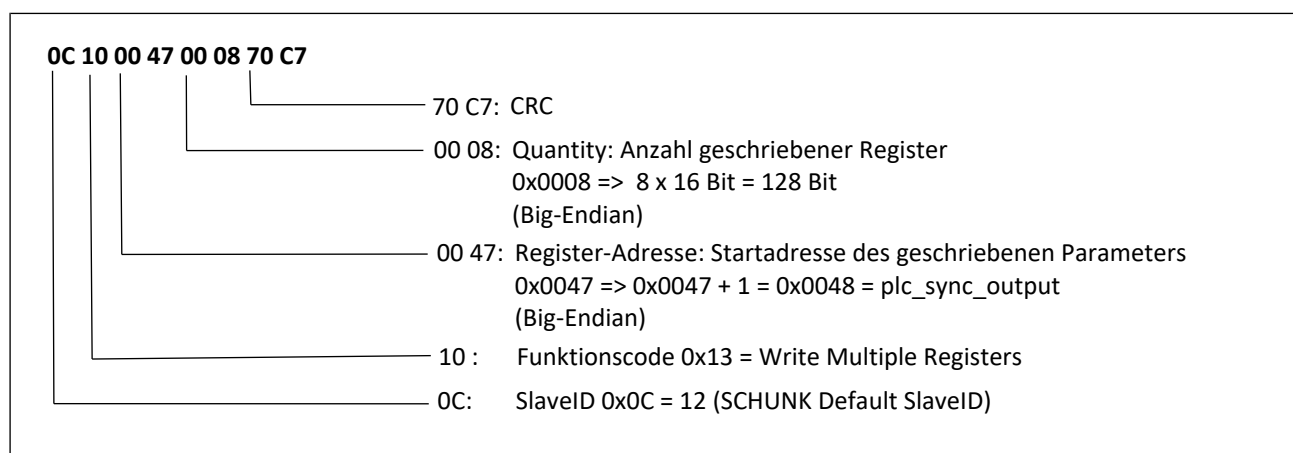 0C 10 00 47 00 08 70 C7
70 C7: CRC
00 08: Quantity: Anzahl geschriebener Register
0x0008 => 8 x 16 Bit = 128 Bit
(Big-Endian)
00 47: Register-Adresse: Startadresse des geschriebenen Parameters
0x0047 => 0x0047 + 1 = 0x0048 = plc_sync_output
(Big-Endian)
10 : Funktionscode 0x13 = Write Multiple Registers
0C: SlaveID 0x0C = 12 (SCHUNK Default SlaveID)